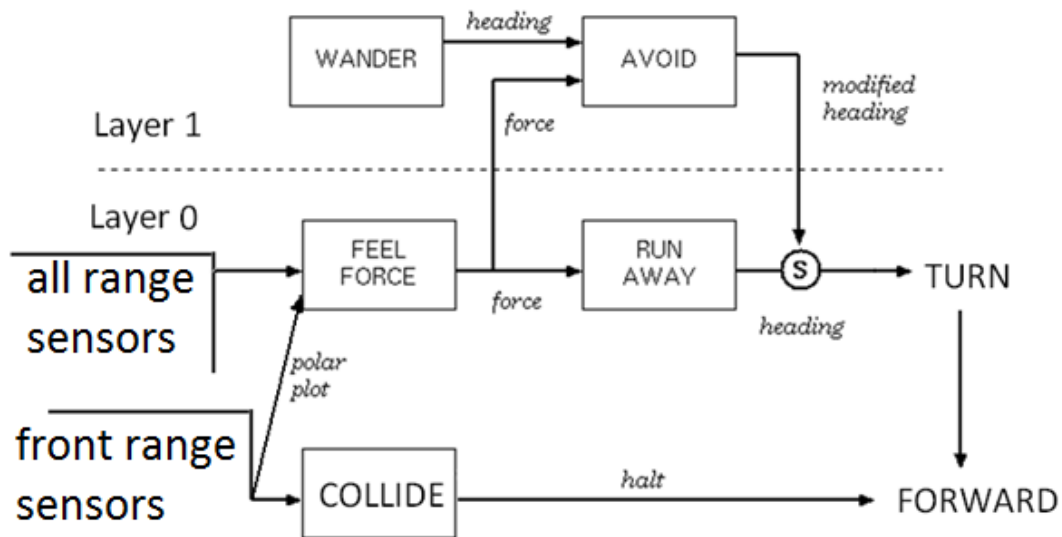 heading
WANDER
AVOID
modified
heading
force
Layer 1
Layer 0
FEEL
FORCE
RUN
AWAY
S
TURN
all range
sensors
force
heading
polar
plot
front range
sensors
COLLIDE
halt
FORWARD